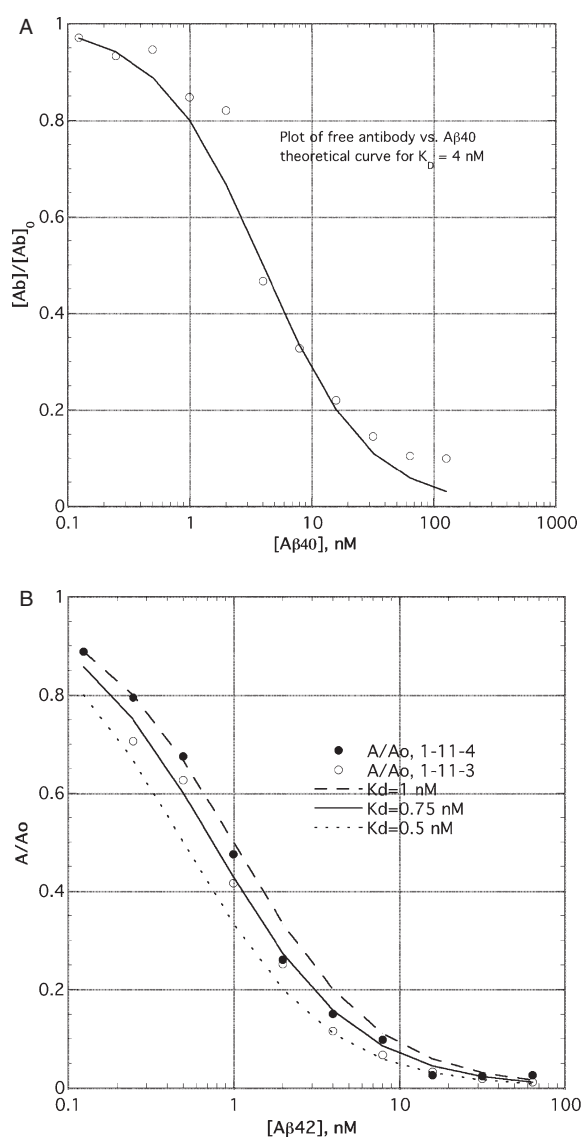 A
1
0.8
0.6
0.4
0.2
0
[Ab]/[Ab]0
Plot of free antibody vs. Aβ40
theoretical curve for KD = 4 nM
0.1 1 10 100 1000
[Aβ40], nM
B
1
0.8
0.6
0.4
0.2
0
A/Ao
A/Ao, 1-11-4
A/Ao, 1-11-3
Kd=1 nM
Kd=0.75 nM
Kd=0.5 nM
0.1 1 10 100
[Aβ42], nM